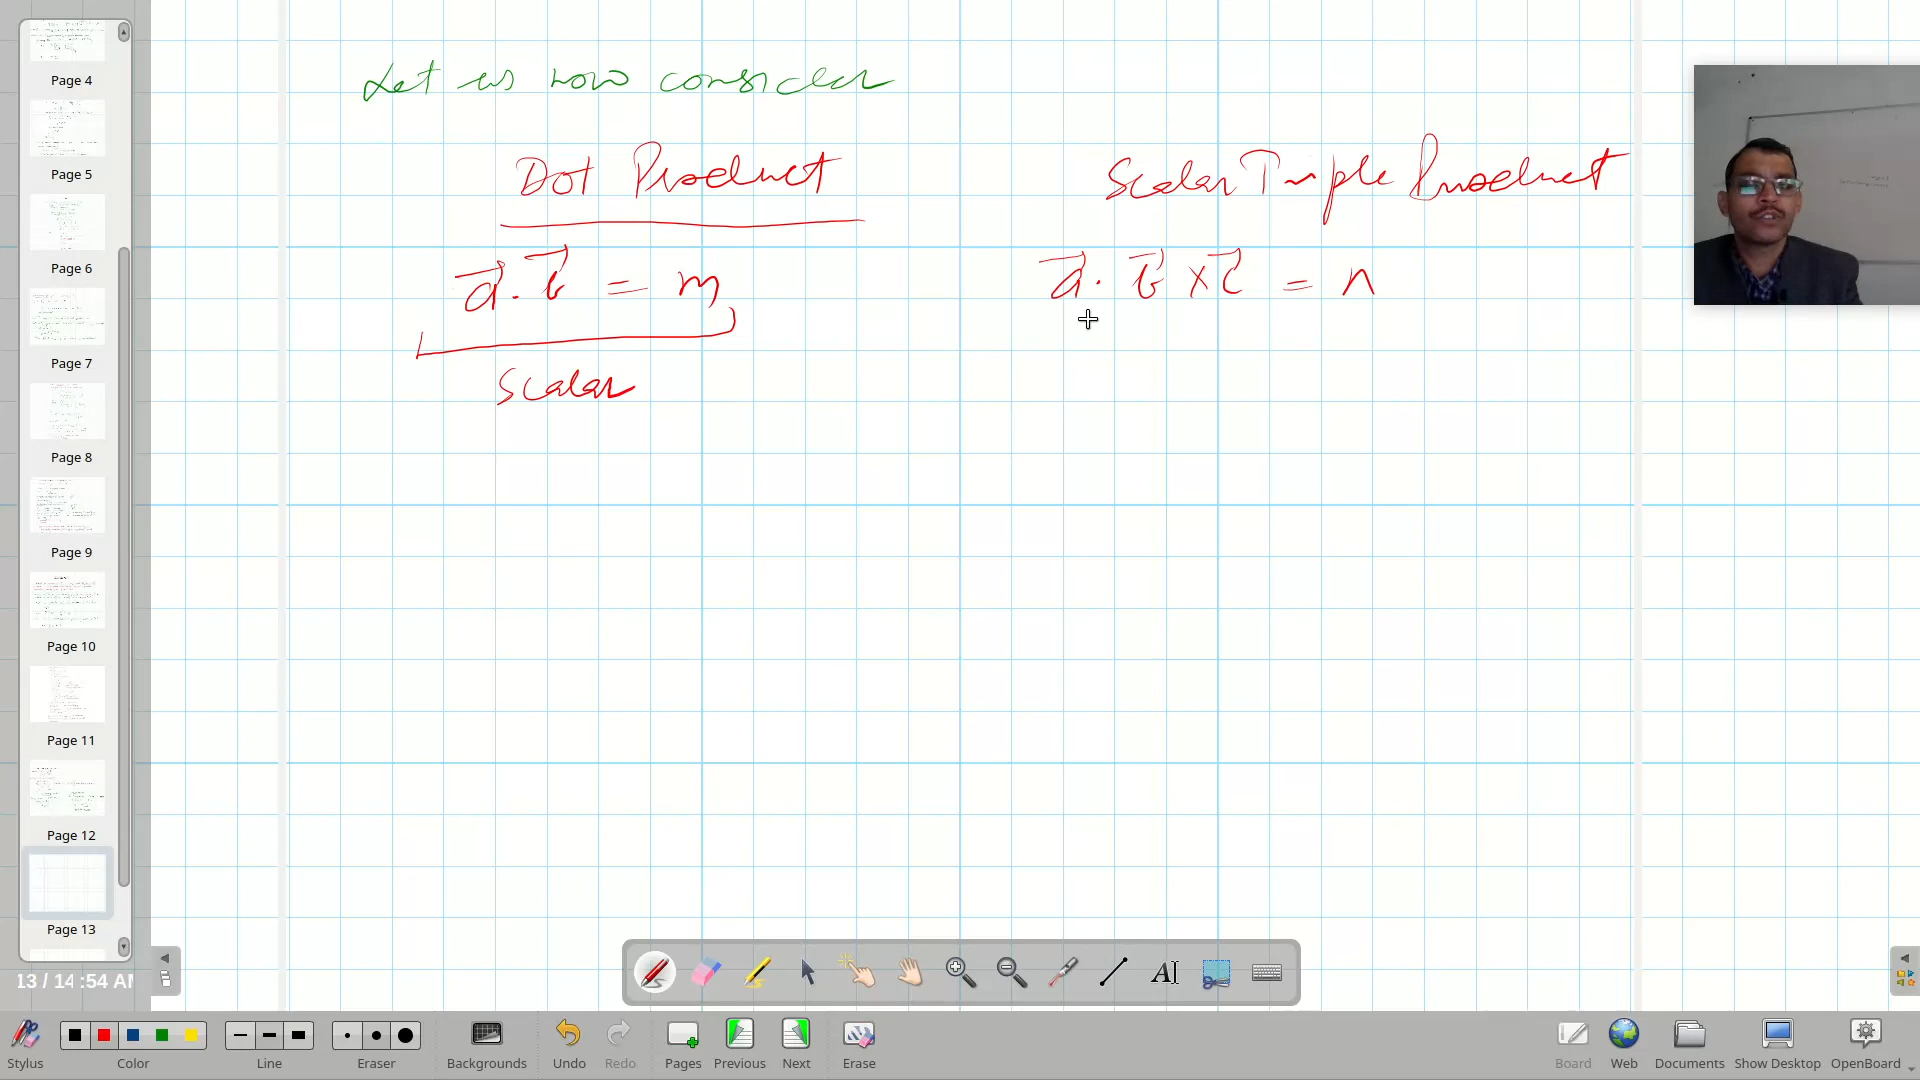 Let us now consider
Dot Product
Scalar Triple Product
a⃗ . b⃗ = m
a⃗ . b⃗ × c⃗ = n
Scalar
Page 4
Page 5
Page 6
Page 7
Page 8
Page 9
Page 10
Page 11
Page 12
Page 13
13 / 14
:54 AM
Stylus
Color
Line
Eraser
Backgrounds
Undo
Redo
Pages
Previous
Next
Erase
Board
Web
Documents
Show Desktop
OpenBoard